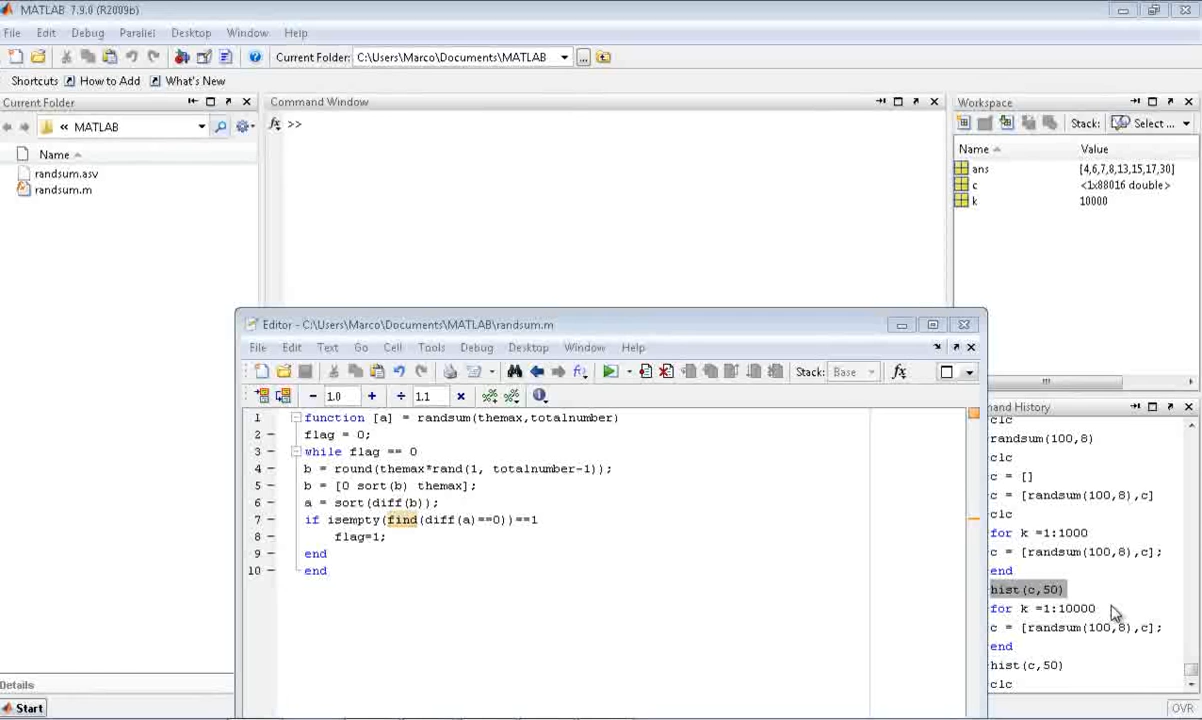 MATLAB 7.9.0 (R2009b)
File Edit Debug Parallel Desktop Window Help
Current Folder: C:\Users\Marco\Documents\MATLAB
Shortcuts How to Add What's New
Current Folder
« MATLAB
Name
randsum.asv
randsum.m
Details
Start
Command Window
fx >>
Workspace
Stack: Select ...
Name Value
ans [4,6,7,8,13,15,17,30]
c <1x88016 double>
k 10000
Editor - C:\Users\Marco\Documents\MATLAB\randsum.m
File Edit Text Go Cell Tools Debug Desktop Window Help
Stack: Base fx
− 1.0 + ÷ 1.1 ×
1 function [a] = randsum(themax,totalnumber)
2 − flag = 0;
3 − while flag == 0
4 − b = round(themax*rand(1, totalnumber-1));
5 − b = [0 sort(b) themax];
6 − a = sort(diff(b));
7 − if isempty(find(diff(a)==0))==1
8 − flag=1;
9 − end
10 − end
and History
clc
randsum(100,8)
clc
c = []
c = [randsum(100,8),c]
clc
for k =1:1000
c = [randsum(100,8),c];
end
hist(c,50)
for k =1:10000
c = [randsum(100,8),c];
end
hist(c,50)
clc
OVR